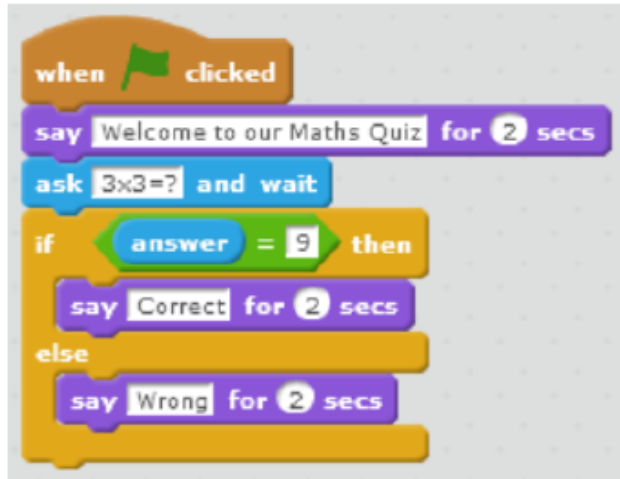 when clicked
say Welcome to our Maths Quiz for 2 secs
ask 3x3=? and wait
if answer = 9 then
say Correct for 2 secs
else
say Wrong for 2 secs